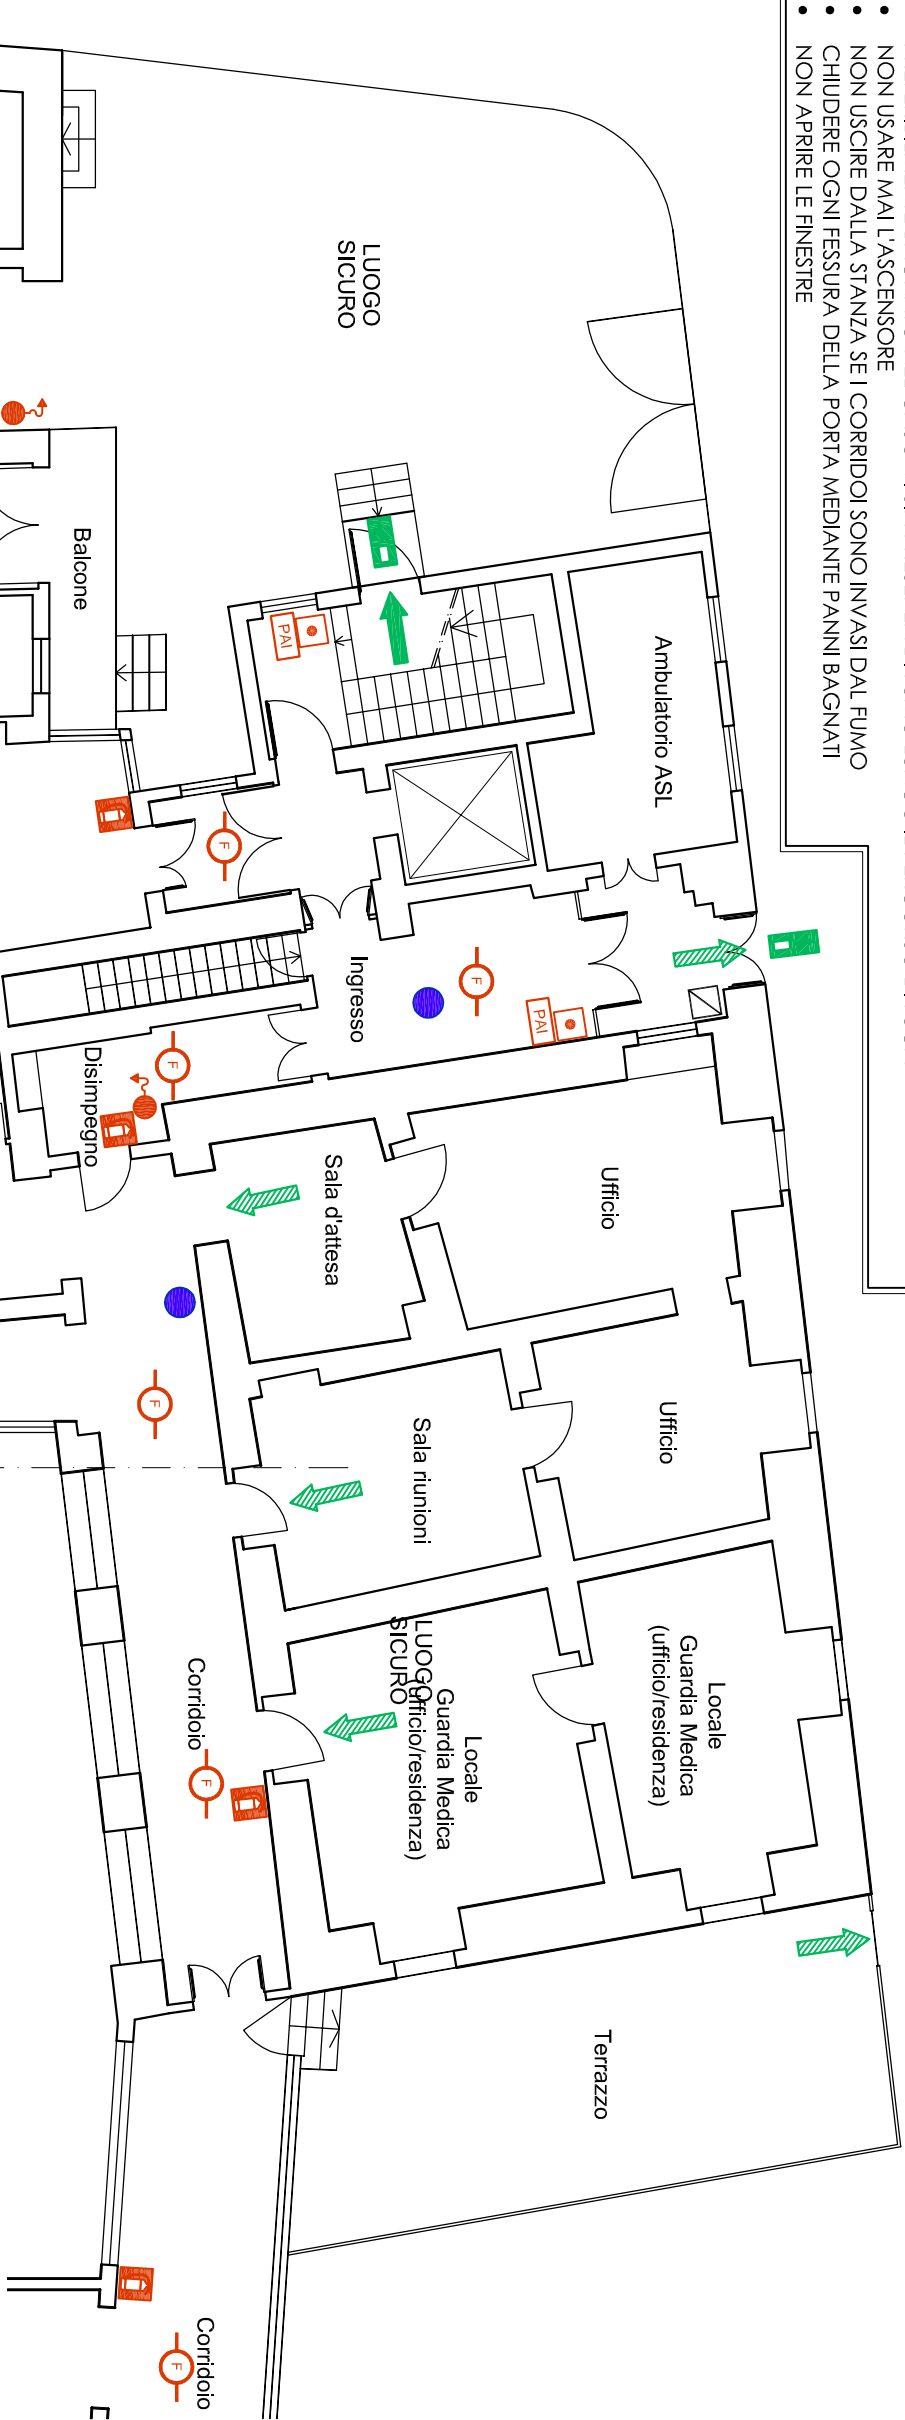 • NON USARE MAI L'ASCENSORE
• NON USCIRE DALLA STANZA SE I CORRIDOI SONO INVASI DAL FUMO
• CHIUDERE OGNI FESSURA DELLA PORTA MEDIANTE PANNI BAGNATI
• NON APRIRE LE FINESTRE
LUOGO
SICURO
Balcone
PAI
Ambulatorio ASL
F
Ingresso
F
PAI
Disimpegno
F
Sala d'attesa
Ufficio
F
Sala riunioni
Ufficio
LUOGO
SICURO
Locale
Guardia Medica
(ufficio/residenza)
Locale
Guardia Medica
(ufficio/residenza)
Corridoio
F
Terrazzo
Corridoio
F